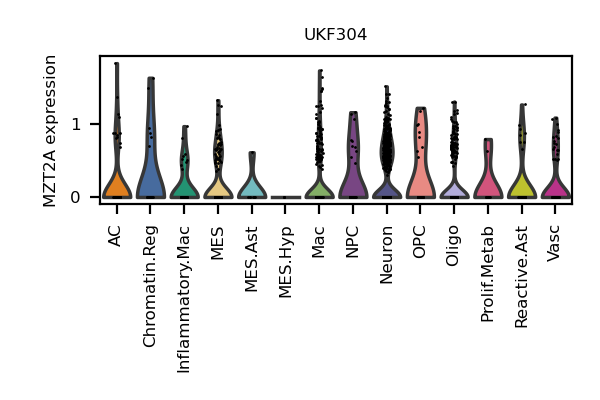 UKF304
MZT2A expression
1
0
AC
Chromatin.Reg
Inflammatory.Mac
MES
MES.Ast
MES.Hyp
Mac
NPC
Neuron
OPC
Oligo
Prolif.Metab
Reactive.Ast
Vasc